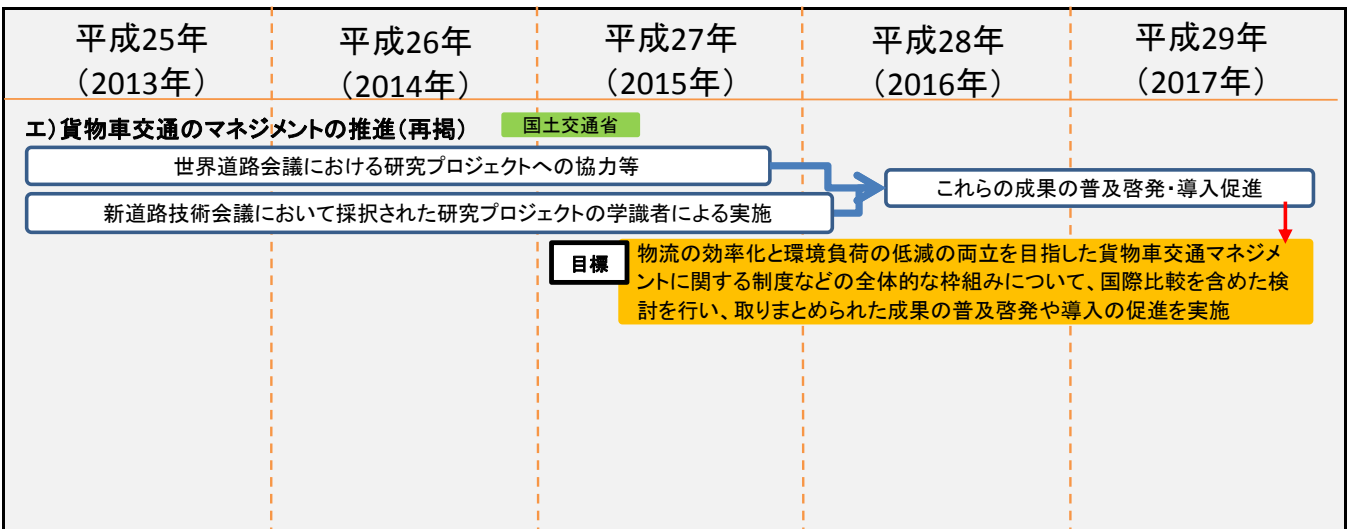 平成25年
(2013年)
平成26年
(2014年)
平成27年
(2015年)
平成28年
(2016年)
平成29年
(2017年)
エ)貨物車交通のマネジメントの推進(再掲)
国土交通省
世界道路会議における研究プロジェクトへの協力等
これらの成果の普及啓発・導入促進
新道路技術会議において採択された研究プロジェクトの学識者による実施
目標
物流の効率化と環境負荷の低減の両立を目指した貨物車交通マネジメ
ントに関する制度などの全体的な枠組みについて、国際比較を含めた検
討を行い、取りまとめられた成果の普及啓発や導入の促進を実施